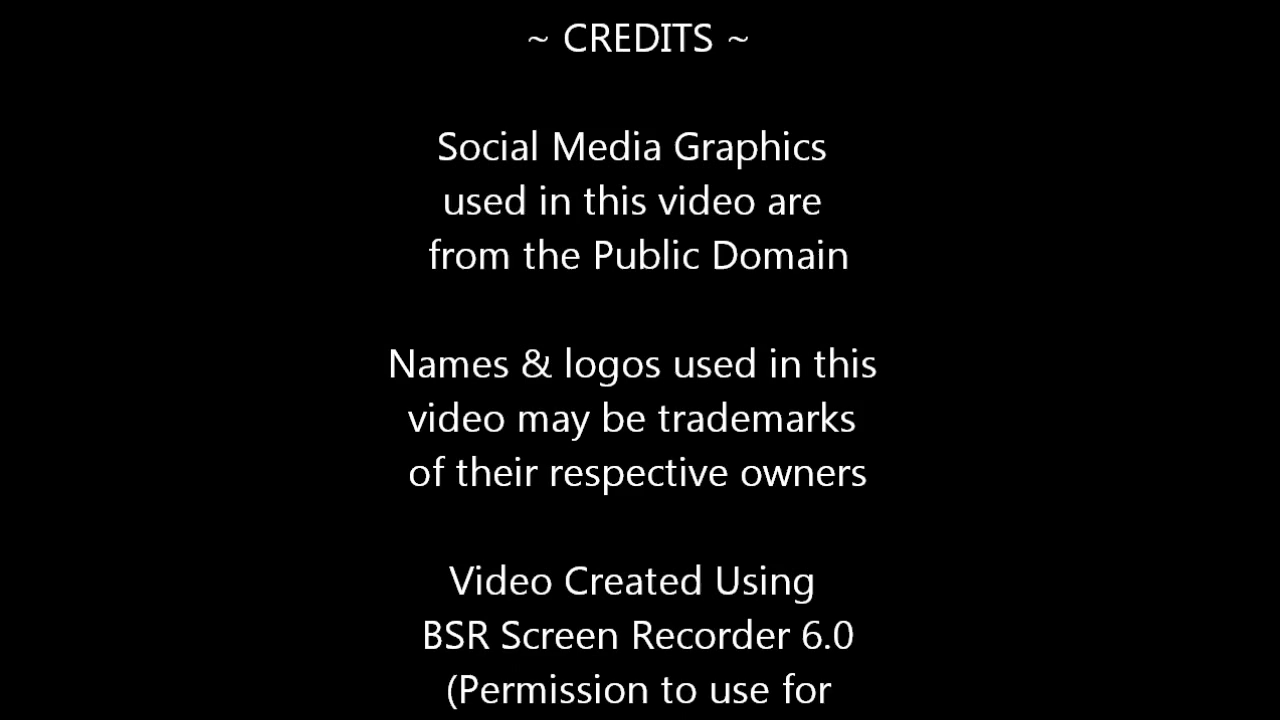 ~ CREDITS ~
Social Media Graphics
used in this video are
from the Public Domain
Names & logos used in this
video may be trademarks
of their respective owners
Video Created Using
BSR Screen Recorder 6.0
(Permission to use for